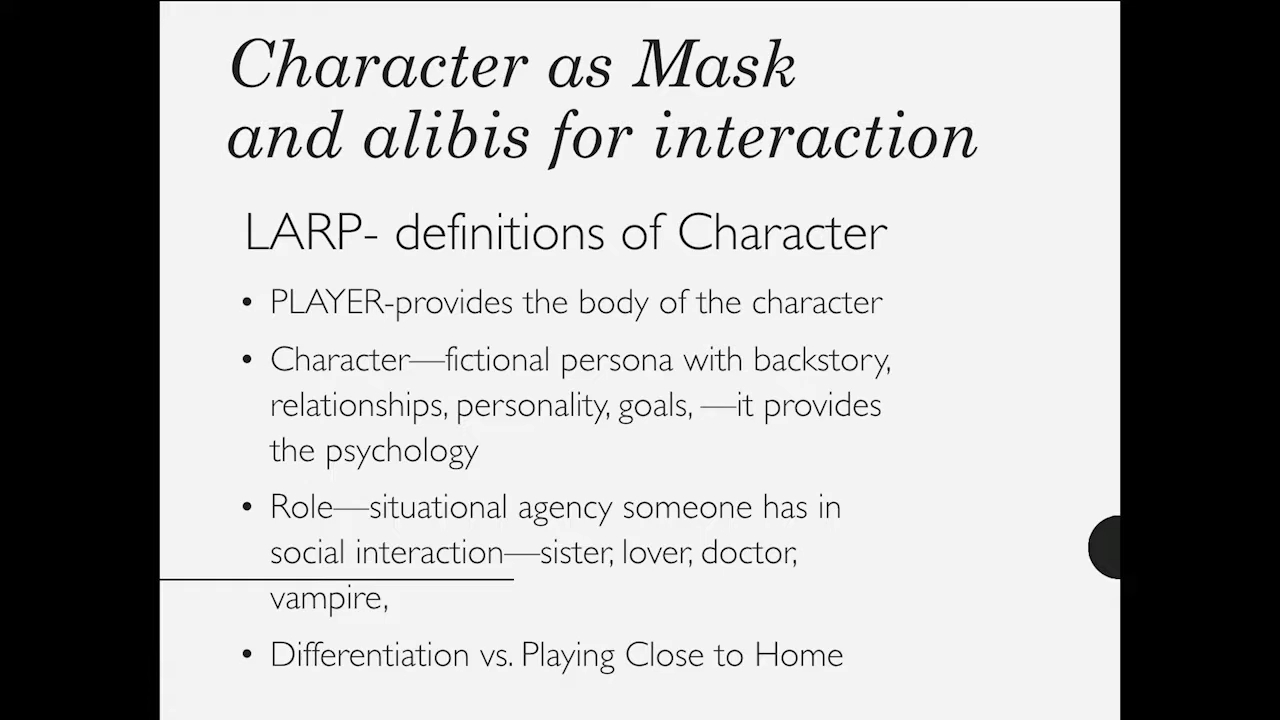 Character as Mask
and alibis for interaction
LARP- definitions of Character
• PLAYER-provides the body of the character
• Character—fictional persona with backstory,
relationships, personality, goals, —it provides
the psychology
• Role—situational agency someone has in
social interaction—sister, lover, doctor,
vampire,
• Differentiation vs. Playing Close to Home